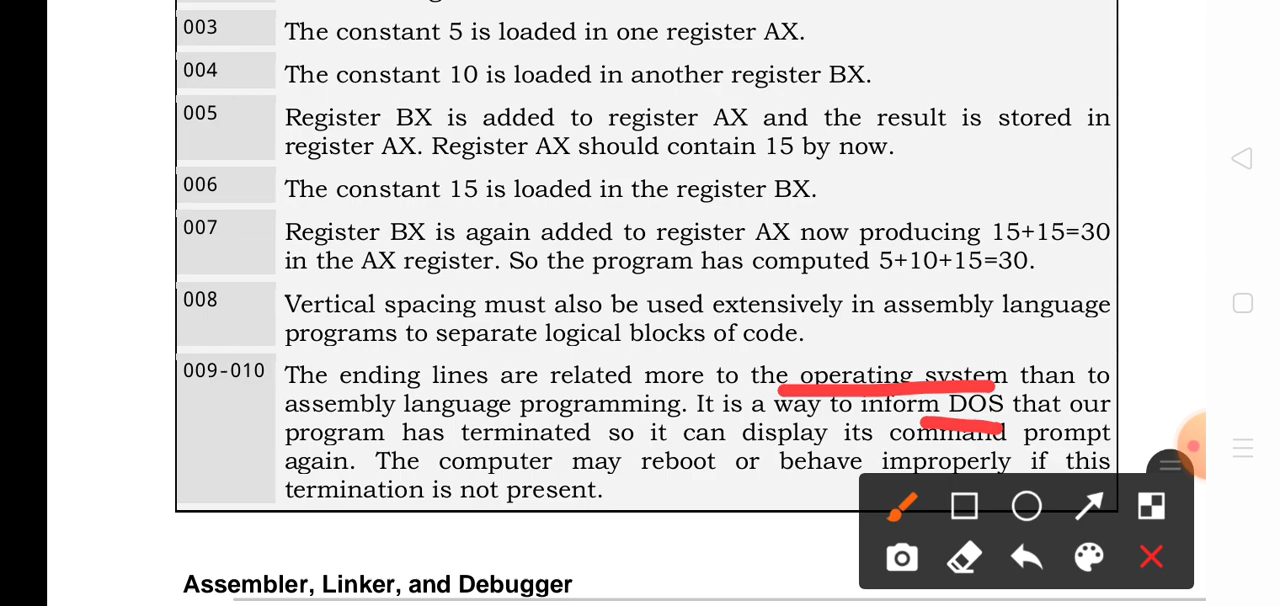 003 The constant 5 is loaded in one register AX.
004 The constant 10 is loaded in another register BX.
005 Register BX is added to register AX and the result is stored in
register AX. Register AX should contain 15 by now.
006 The constant 15 is loaded in the register BX.
007 Register BX is again added to register AX now producing 15+15=30
in the AX register. So the program has computed 5+10+15=30.
008 Vertical spacing must also be used extensively in assembly language
programs to separate logical blocks of code.
009-010 The ending lines are related more to the operating system than to
assembly language programming. It is a way to inform DOS that our
program has terminated so it can display its command prompt
again. The computer may reboot or behave improperly if this
termination is not present.
Assembler, Linker, and Debugger